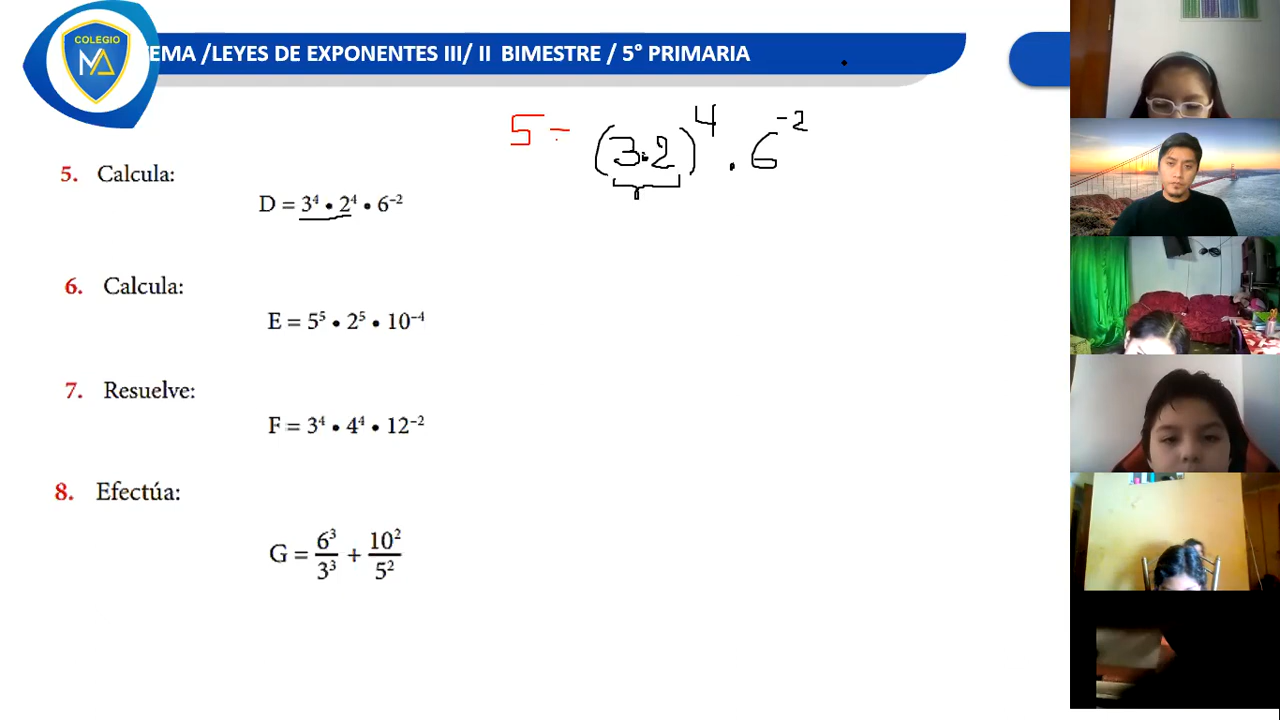 COLEGIO
TEMA /LEYES DE EXPONENTES III/ II BIMESTRE / 5° PRIMARIA
5 - (3·2)⁴ . 6⁻²
5. Calcula:
D = 3⁴ • 2⁴ • 6⁻²
6. Calcula:
E = 5⁵ • 2⁵ • 10⁻⁴
7. Resuelve:
F = 3⁴ • 4⁴ • 12⁻²
8. Efectúa:
G = 6³/3³ + 10²/5²